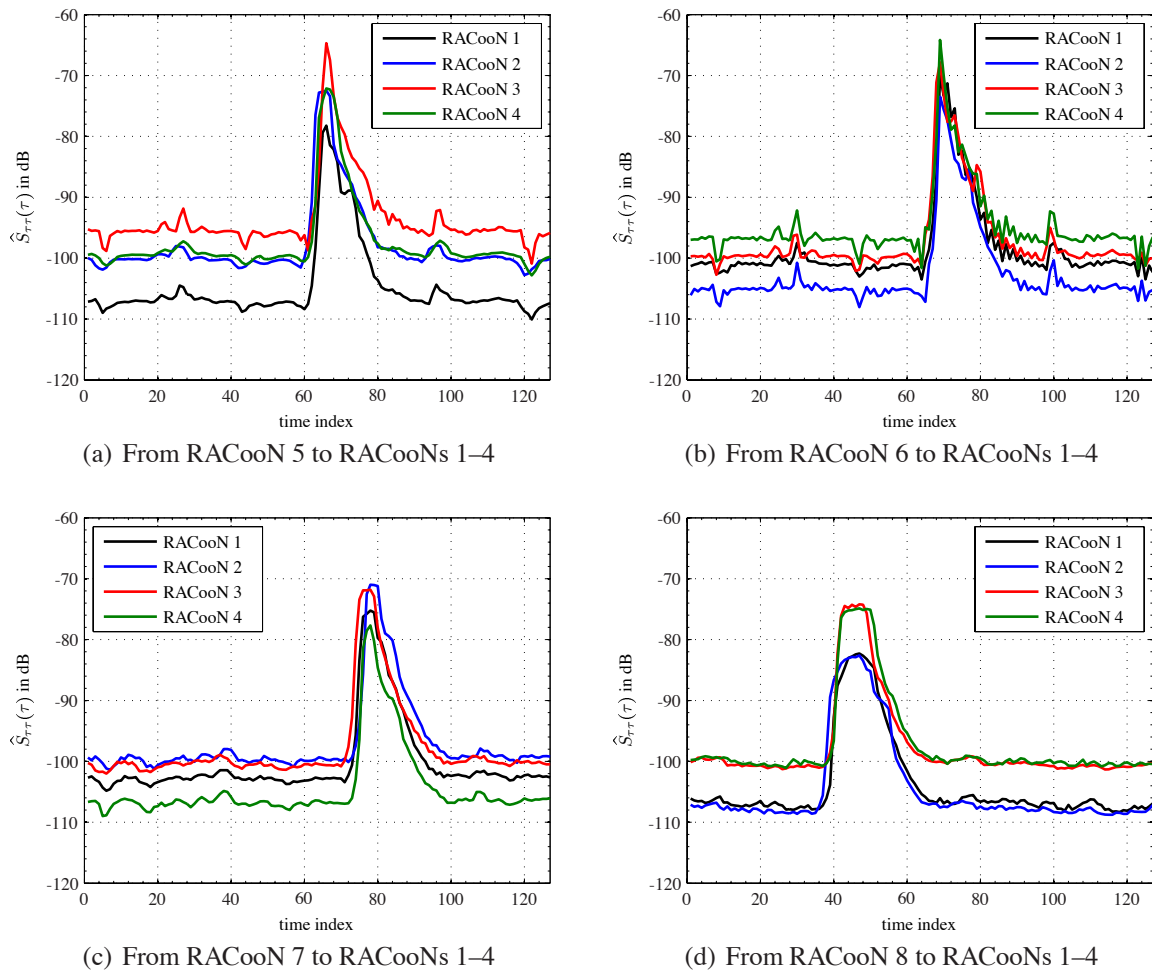 -60
-70
-80
-90
-100
-110
-120
0 20 40 60 80 100 120
time index
Ŝττ(τ) in dB
RACooN 1
RACooN 2
RACooN 3
RACooN 4
(a) From RACooN 5 to RACooNs 1–4
-60
-70
-80
-90
-100
-110
-120
0 20 40 60 80 100 120
time index
Ŝττ(τ) in dB
RACooN 1
RACooN 2
RACooN 3
RACooN 4
(b) From RACooN 6 to RACooNs 1–4
-60
-70
-80
-90
-100
-110
-120
0 20 40 60 80 100 120
time index
Ŝττ(τ) in dB
RACooN 1
RACooN 2
RACooN 3
RACooN 4
(c) From RACooN 7 to RACooNs 1–4
-60
-70
-80
-90
-100
-110
-120
0 20 40 60 80 100 120
time index
Ŝττ(τ) in dB
RACooN 1
RACooN 2
RACooN 3
RACooN 4
(d) From RACooN 8 to RACooNs 1–4